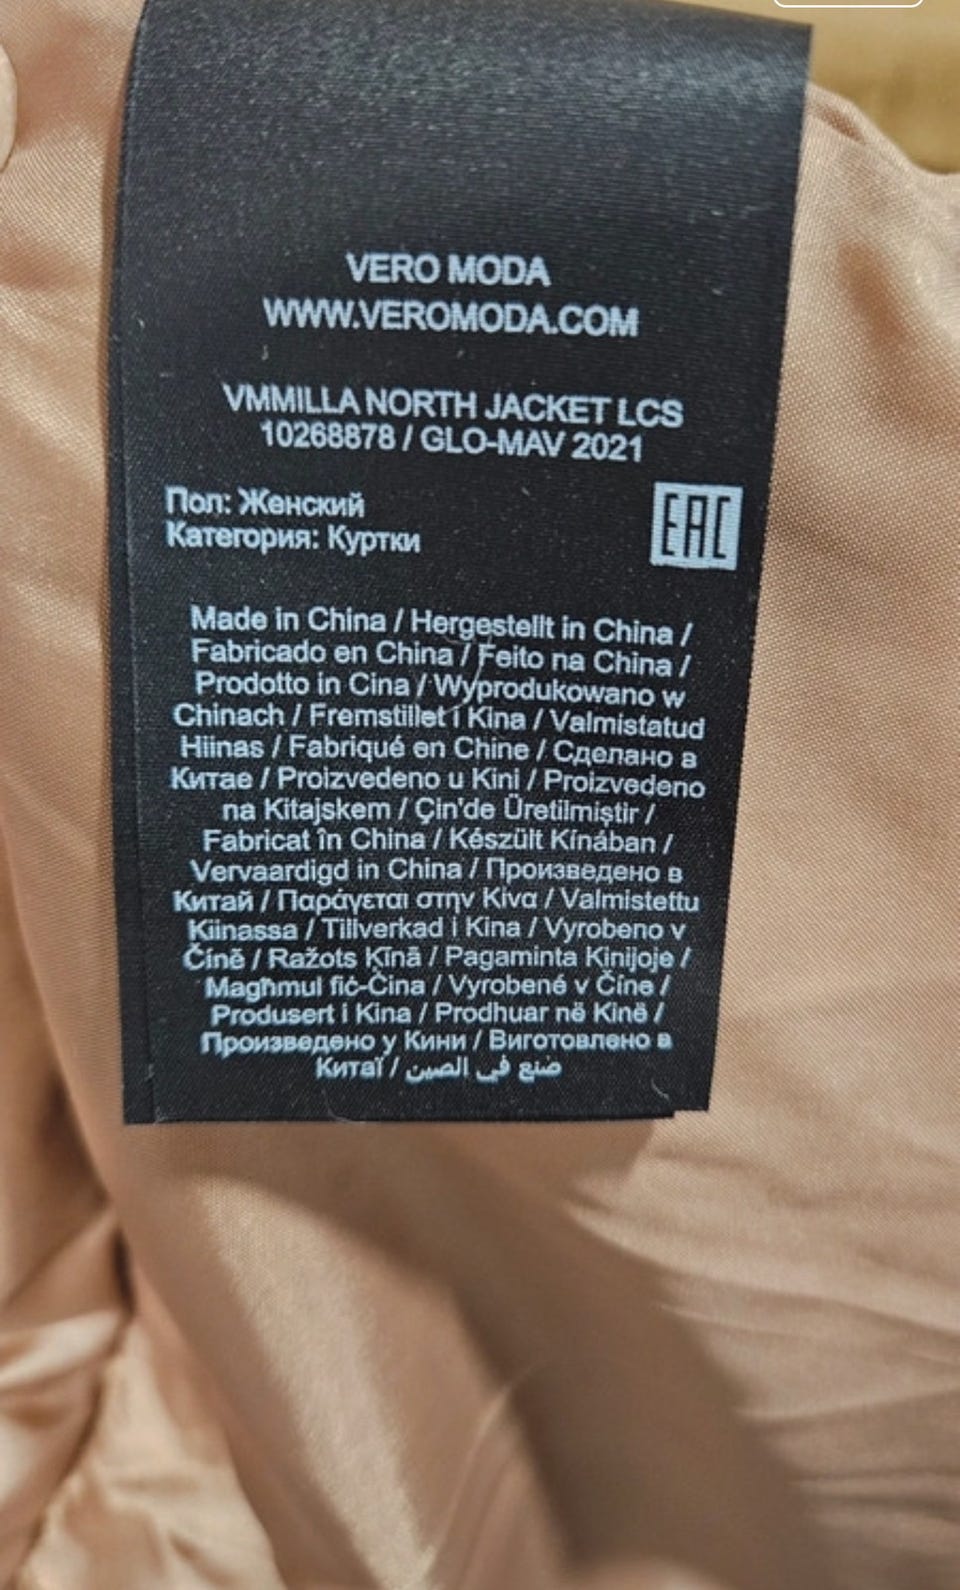 VERO MODA
WWW.VEROMODA.COM
VMMILLA NORTH JACKET LCS
10268878 / GLO-MAV 2021
Пол: Женский
Категория: Куртки
EAC
Made in China / Hergestellt in China /
Fabricado en China / Feito na China /
Prodotto in Cina / Wyprodukowano w
Chinach / Fremstillet i Kina / Valmistatud
Hiinas / Fabriqué en Chine / Сделано в
Китае / Proizvedeno u Kini / Proizvedeno
na Kitajskem / Çin'de Üretilmiştir /
Fabricat în China / Készült Kínában /
Vervaardigd in China / Произведено в
Китай / Παράγεται στην Κίνα / Valmistettu
Kiinassa / Tillverkad i Kina / Vyrobeno v
Číně / Ražots Ķīnā / Pagaminta Kinijoje /
Magħmul fiċ-Ċina / Vyrobené v Číne /
Produsert i Kina / Prodhuar në Kinë /
Произведено у Кини / Виготовлено в
Китаї / صنع في الصين